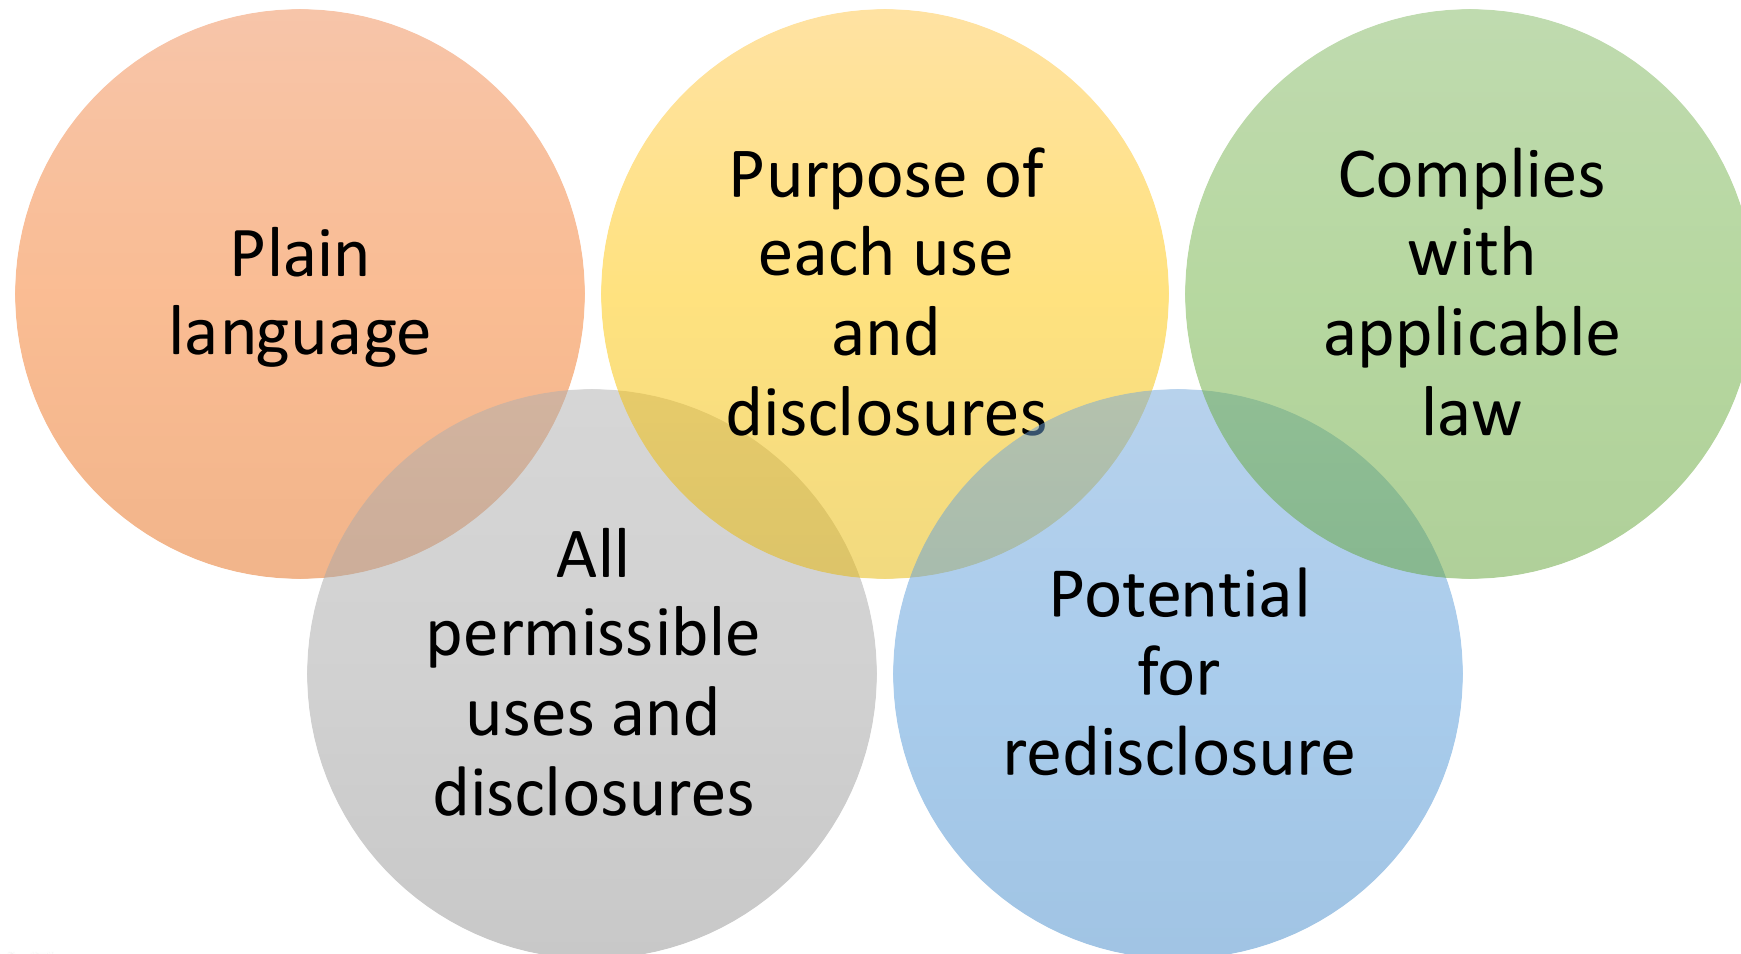 Plain
language
All
permissible
uses and
disclosures
Purpose of
each use
and
disclosures
Potential
for
redisclosure
Complies
with
applicable
law